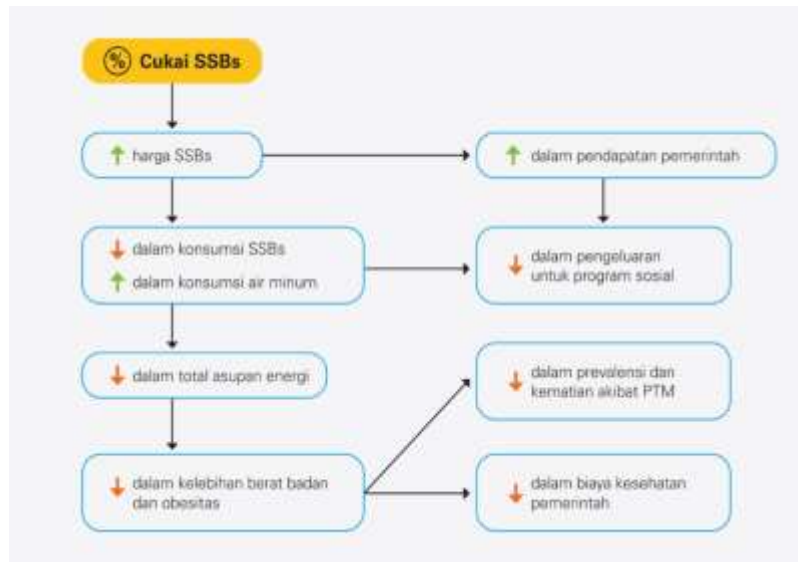 % Cukai SSBs
↑ harga SSBs
↑ dalam pendapatan pemerintah
↓ dalam konsumsi SSBs
↑ dalam konsumsi air minum
↓ dalam pengeluaran
untuk program sosial
↓ dalam total asupan energi
↓ dalam prevalensi dan
kematian akibat PTM
↓ dalam kelebihan berat badan
dan obesitas
↓ dalam biaya kesehatan
pemerintah